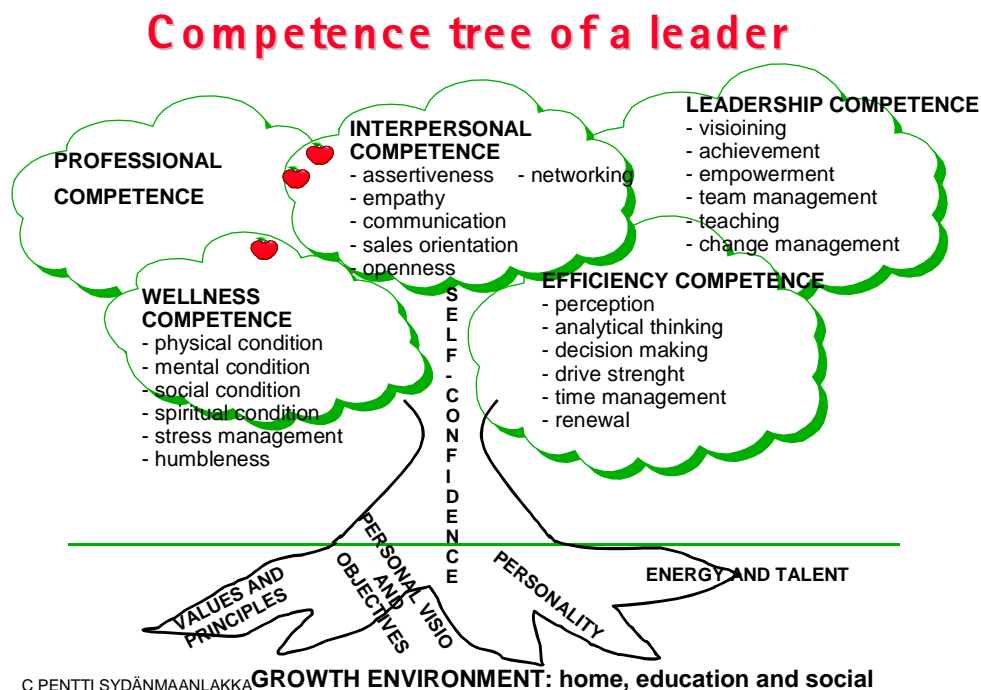 Competence tree of a leader
PROFESSIONAL
COMPETENCE
INTERPERSONAL
COMPETENCE
- assertiveness - networking
- empathy
- communication
- sales orientation
- openness
LEADERSHIP COMPETENCE
- visioining
- achievement
- empowerment
- team management
- teaching
- change management
WELLNESS
COMPETENCE
- physical condition
- mental condition
- social condition
- spiritual condition
- stress management
- humbleness
EFFICIENCY COMPETENCE
- perception
- analytical thinking
- decision making
- drive strenght
- time management
- renewal
SELF-CONFIDENCE
VALUES AND
PRINCIPLES
PERSONAL VISIO
AND
OBJECTIVES
PERSONALITY
ENERGY AND TALENT
C PENTTI SYDÄNMAANLAKKA
GROWTH ENVIRONMENT: home, education and social